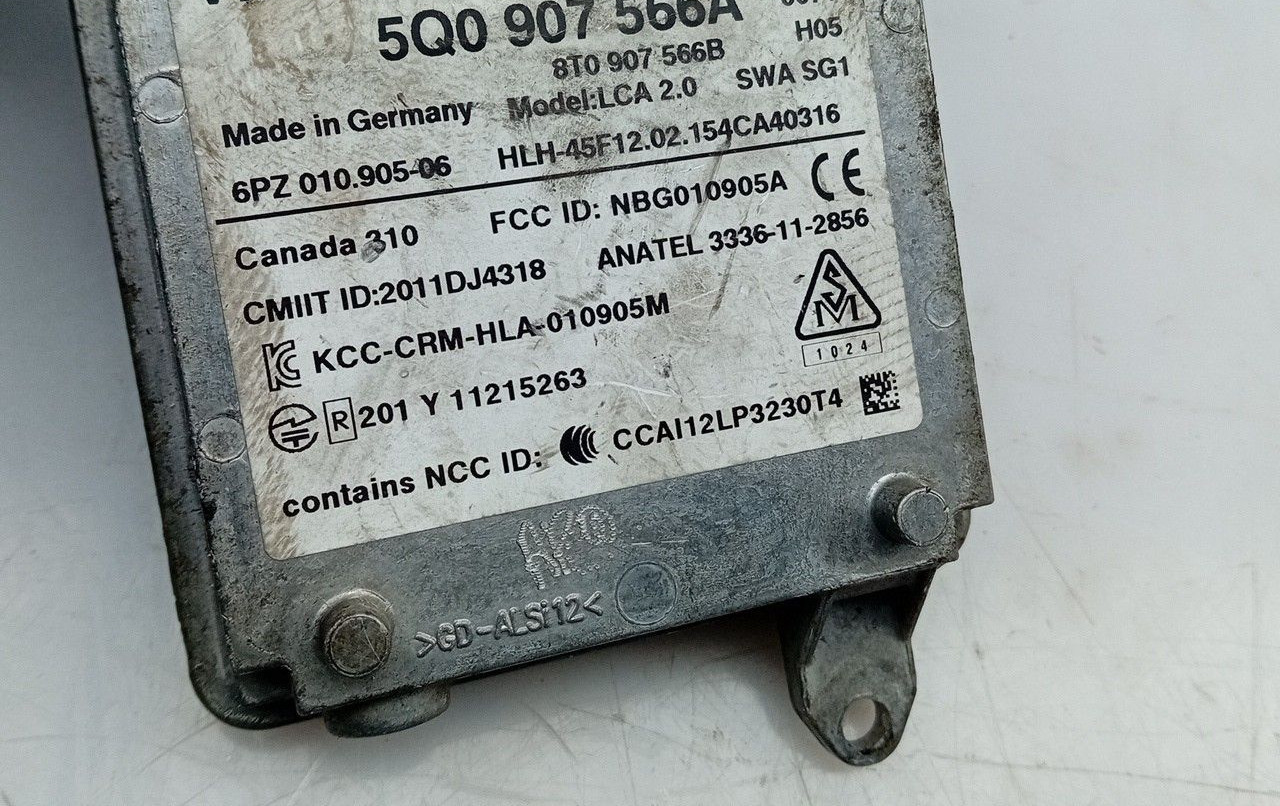 5Q0 907 566A
H05
8T0 907 566B
Made in Germany Model:LCA 2.0 SWA SG1
6PZ 010.905-06 HLH-45F12.02.154CA40316
Canada 310 FCC ID: NBG010905A CE
CMIIT ID:2011DJ4318 ANATEL 3336-11-2856
KCC-CRM-HLA-010905M
SM
1024
R 201 Y 11215263
contains NCC ID: CCAI12LP3230T4
>GD-ALSi12<